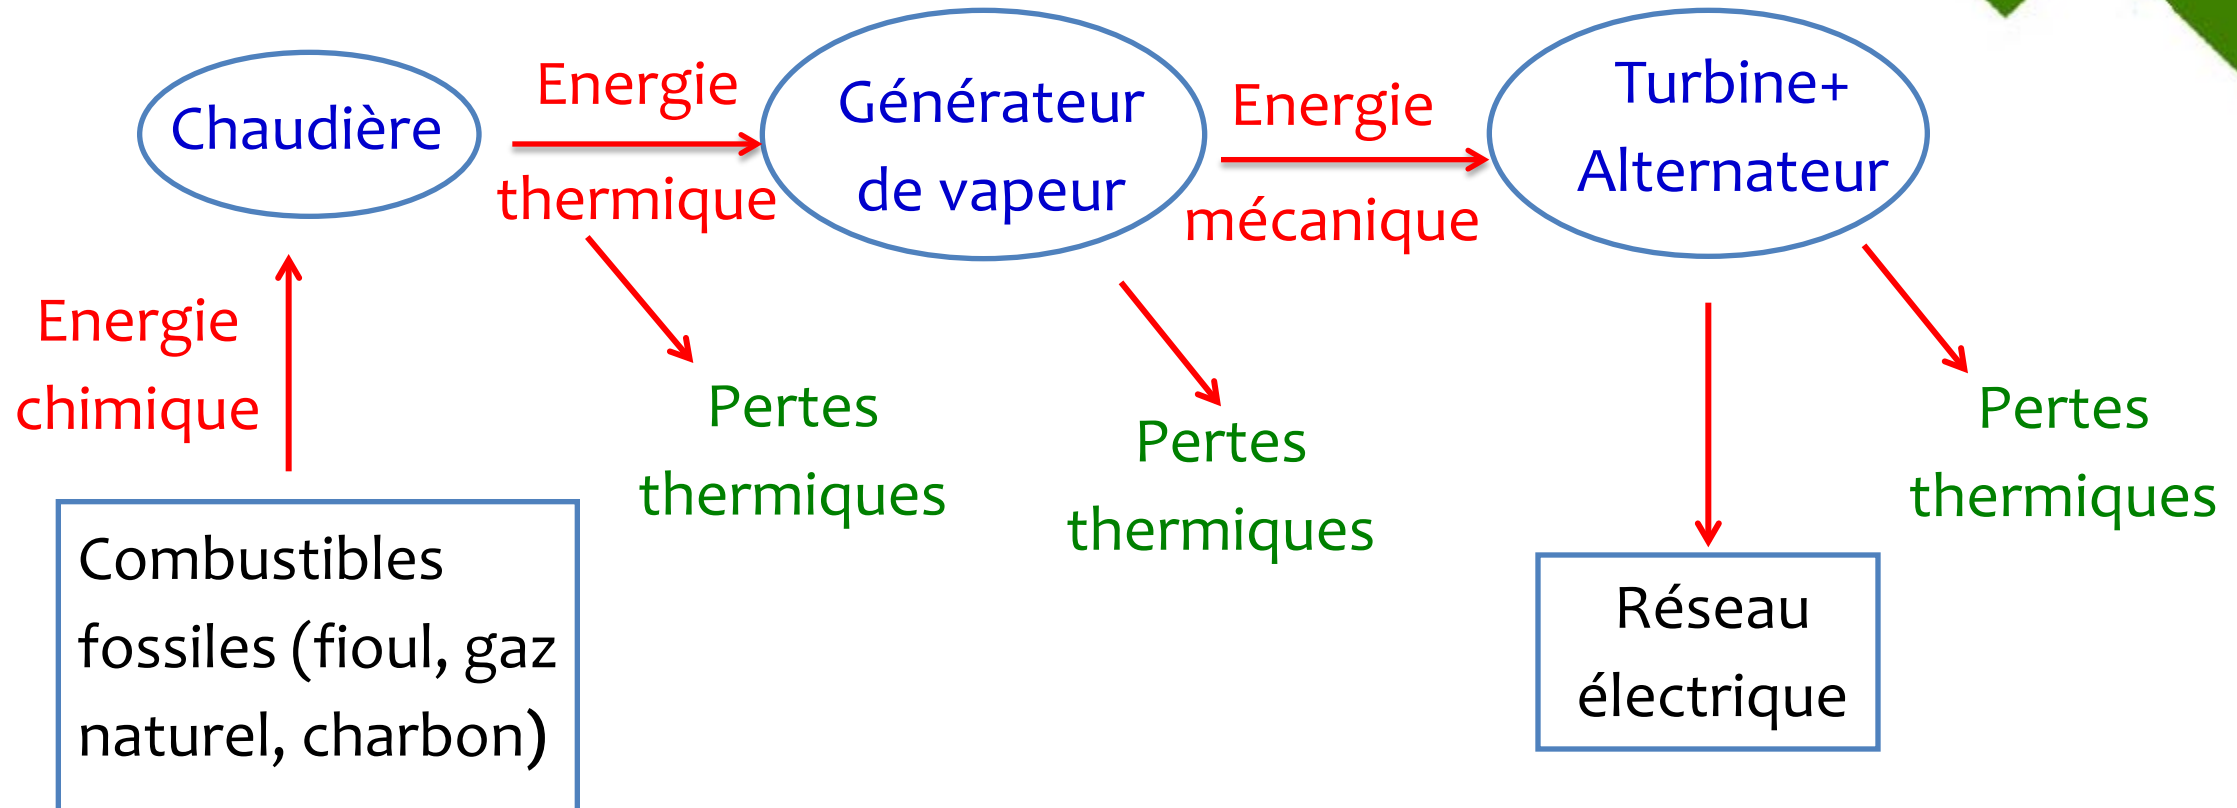 Chaudière
Energie
thermique
Générateur
de vapeur
Energie
mécanique
Turbine+
Alternateur
Energie
chimique
Pertes
thermiques
Pertes
thermiques
Pertes
thermiques
Combustibles
fossiles (fioul, gaz
naturel, charbon)
Réseau
électrique